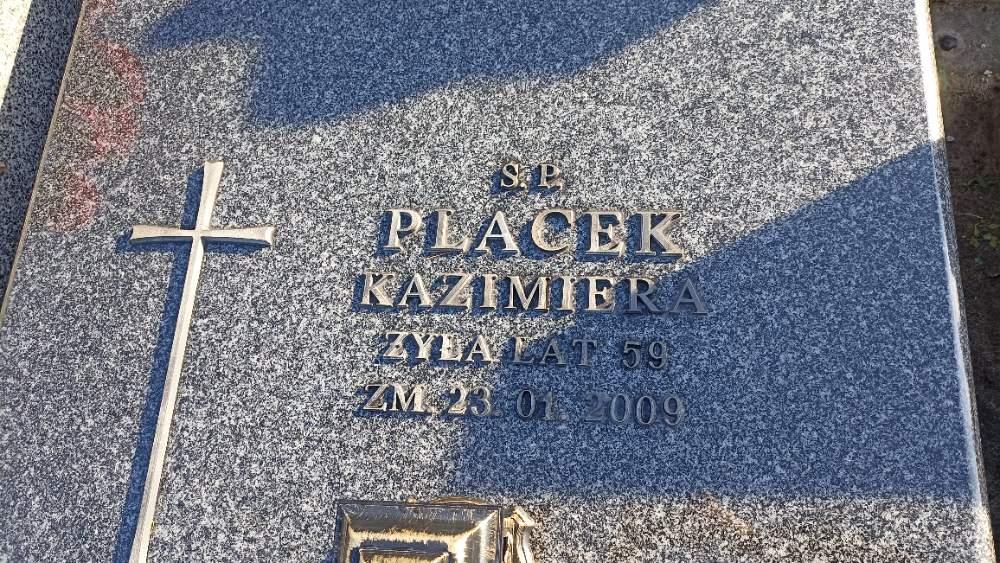 Ś. P.
PLACEK
KAZIMIERA
ŻYŁA LAT 59
ZM. 23. 01. 2009